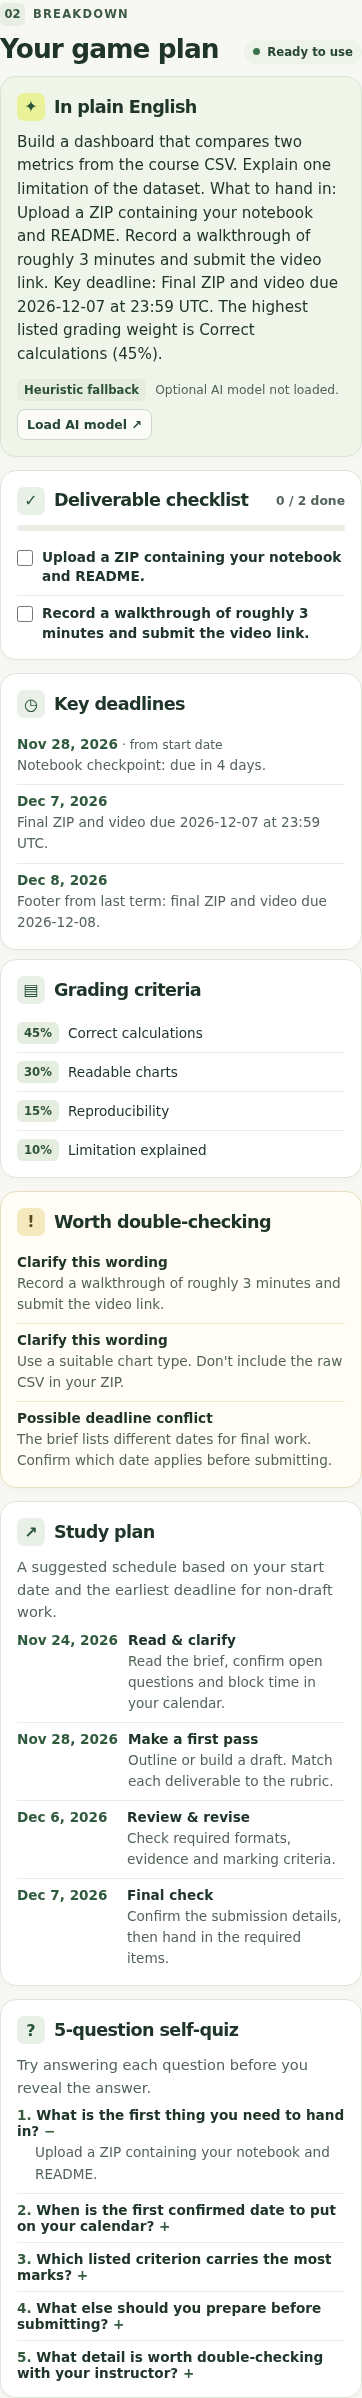 02 BREAKDOWN
Your game plan
Ready to use
✦ In plain English
Build a dashboard that compares two
metrics from the course CSV. Explain one
limitation of the dataset. What to hand in:
Upload a ZIP containing your notebook
and README. Record a walkthrough of
roughly 3 minutes and submit the video
link. Key deadline: Final ZIP and video due
2026-12-07 at 23:59 UTC. The highest
listed grading weight is Correct
calculations (45%).
Heuristic fallback Optional AI model not loaded.
Load AI model ↗
✓ Deliverable checklist 0 / 2 done
Upload a ZIP containing your notebook
and README.
Record a walkthrough of roughly 3
minutes and submit the video link.
◷ Key deadlines
Nov 28, 2026 · from start date
Notebook checkpoint: due in 4 days.
Dec 7, 2026
Final ZIP and video due 2026-12-07 at 23:59
UTC.
Dec 8, 2026
Footer from last term: final ZIP and video due
2026-12-08.
▤ Grading criteria
45% Correct calculations
30% Readable charts
15% Reproducibility
10% Limitation explained
! Worth double-checking
Clarify this wording
Record a walkthrough of roughly 3 minutes and
submit the video link.
Clarify this wording
Use a suitable chart type. Don't include the raw
CSV in your ZIP.
Possible deadline conflict
The brief lists different dates for final work.
Confirm which date applies before submitting.
↗ Study plan
A suggested schedule based on your start
date and the earliest deadline for non-draft
work.
Nov 24, 2026 Read & clarify
Read the brief, confirm open
questions and block time in
your calendar.
Nov 28, 2026 Make a first pass
Outline or build a draft. Match
each deliverable to the rubric.
Dec 6, 2026 Review & revise
Check required formats,
evidence and marking criteria.
Dec 7, 2026 Final check
Confirm the submission details,
then hand in the required
items.
? 5-question self-quiz
Try answering each question before you
reveal the answer.
1. What is the first thing you need to hand
in? −
Upload a ZIP containing your notebook and
README.
2. When is the first confirmed date to put
on your calendar? +
3. Which listed criterion carries the most
marks? +
4. What else should you prepare before
submitting? +
5. What detail is worth double-checking
with your instructor? +